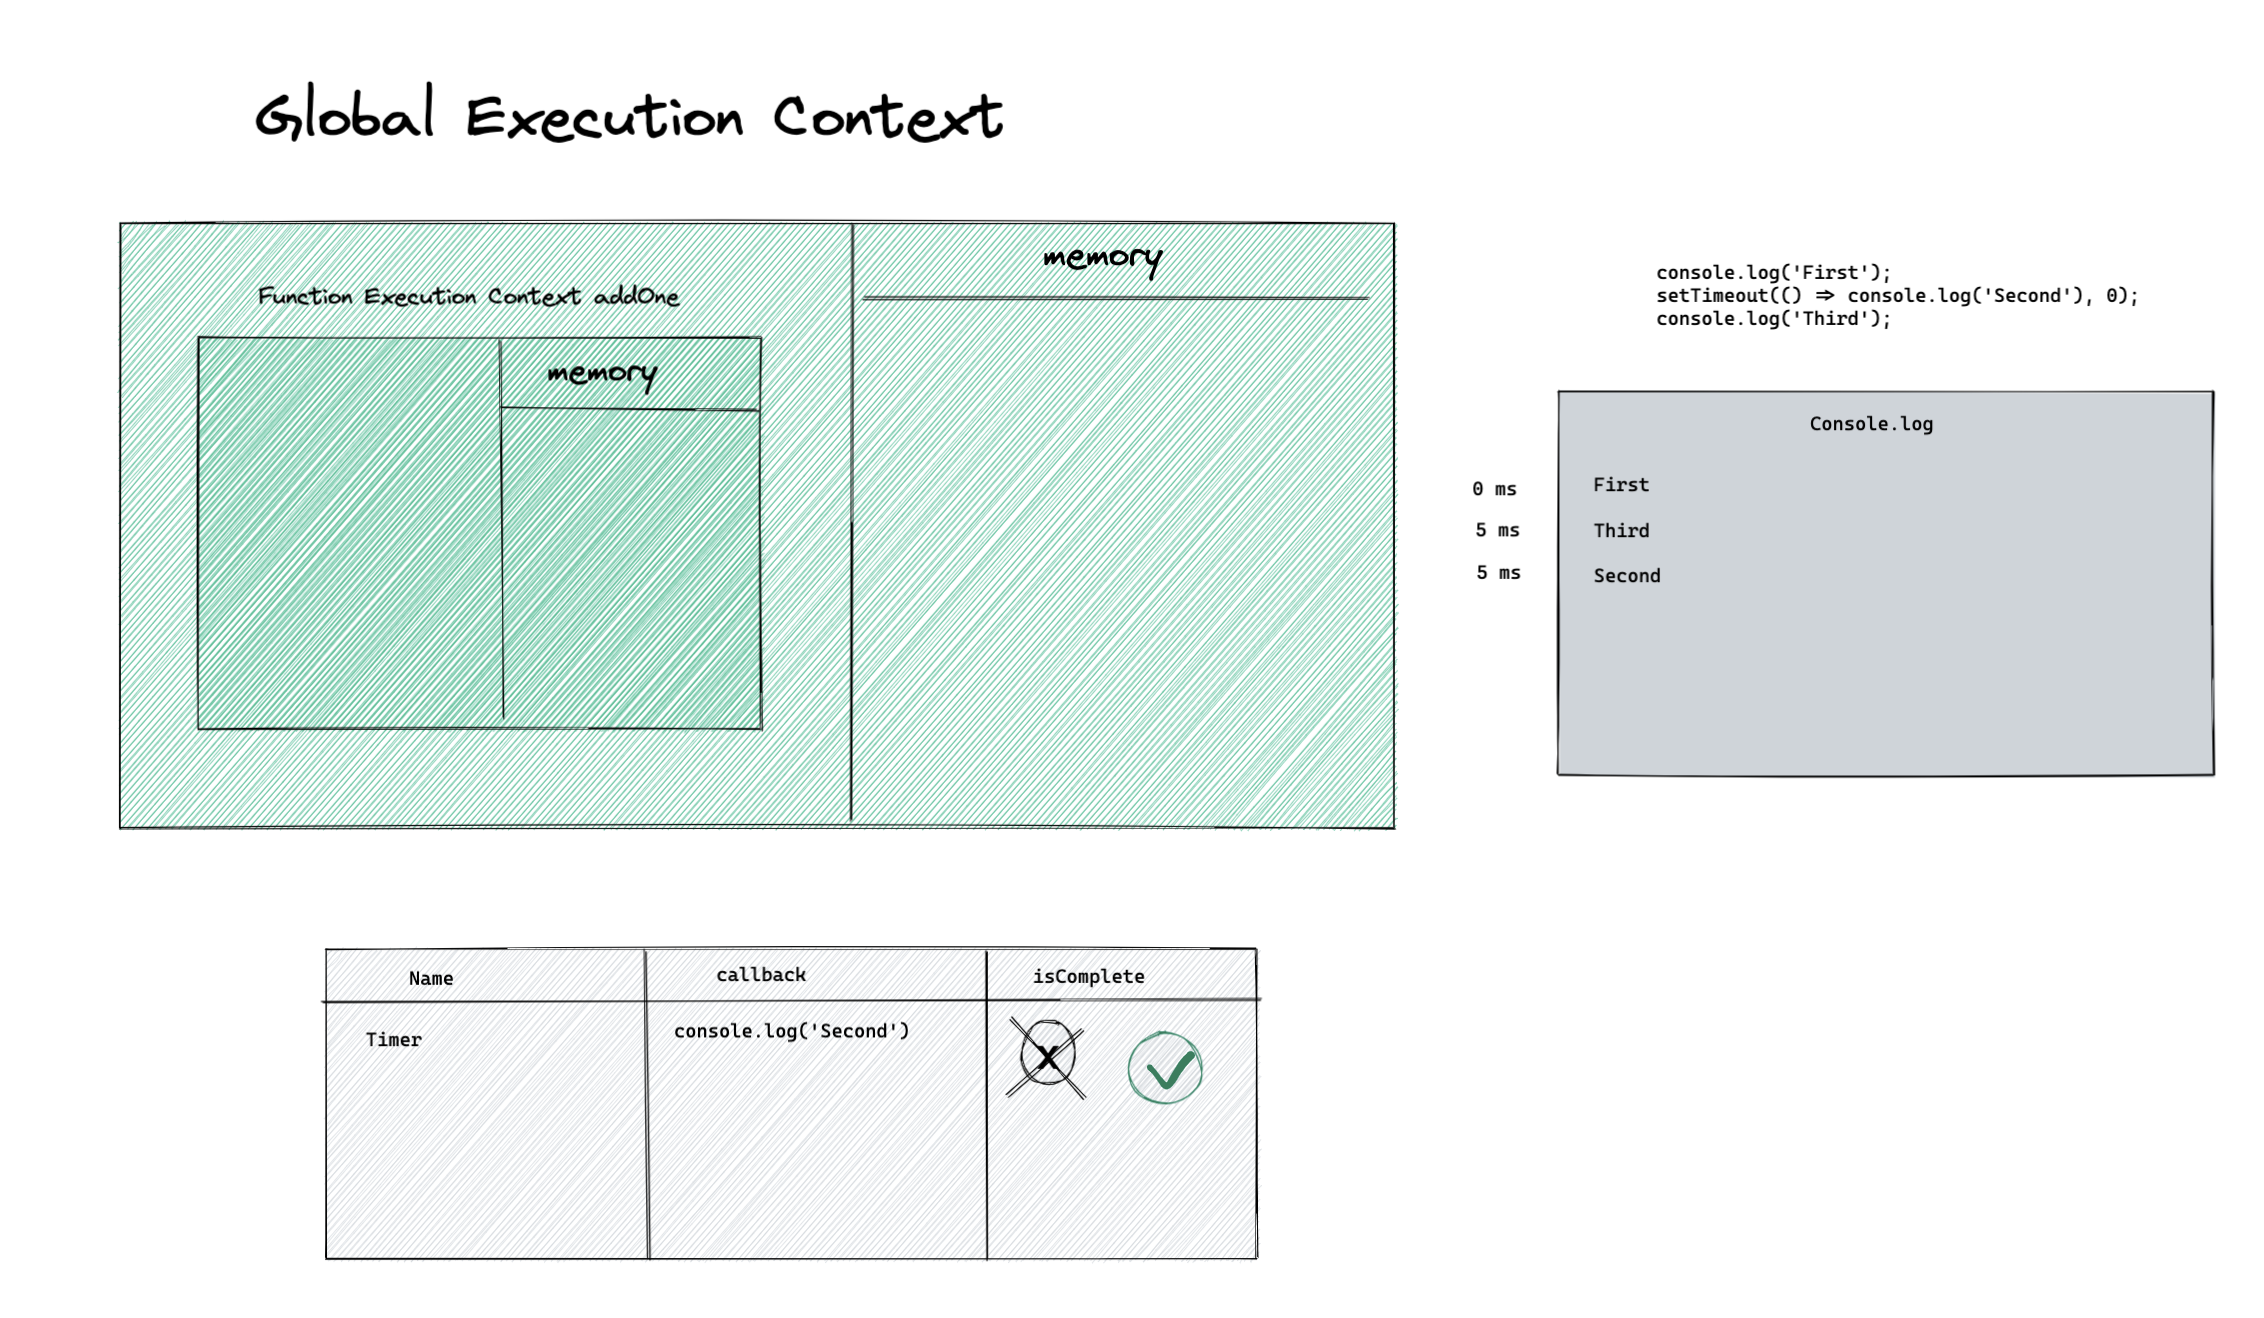 Global Execution Context
memory
Function Execution Context addOne
memory
console.log('First');
setTimeout(() => console.log('Second'), 0);
console.log('Third');
Console.log
0 ms First
5 ms Third
5 ms Second
Name callback isComplete
Timer console.log('Second') x